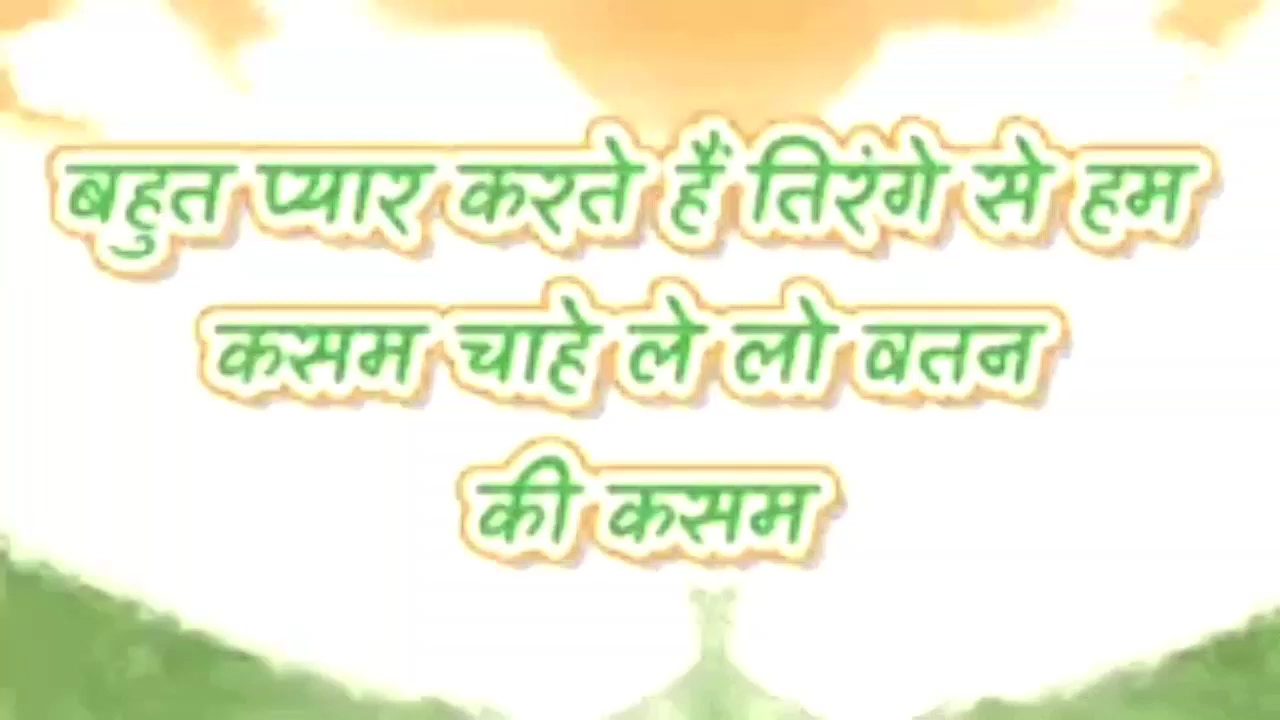 बहुत प्यार करते हैं तिरंगे से हम
कसम चाहे ले लो वतन
की कसम